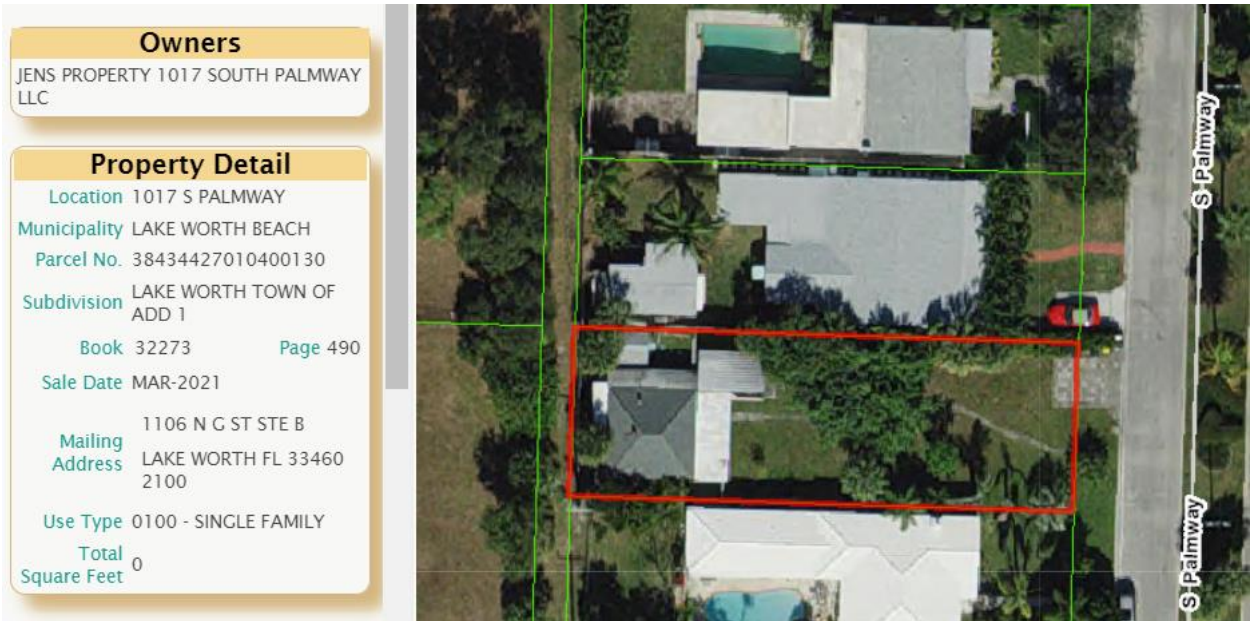 Owners
JENS PROPERTY 1017 SOUTH PALMWAY
LLC
Property Detail
Location 1017 S PALMWAY
Municipality LAKE WORTH BEACH
Parcel No. 38434427010400130
Subdivision LAKE WORTH TOWN OF
ADD 1
Book 32273 Page 490
Sale Date MAR-2021
Mailing
Address
1106 N G ST STE B
LAKE WORTH FL 33460
2100
Use Type 0100 - SINGLE FAMILY
Total
Square Feet
0
S Palmway
S Palmway